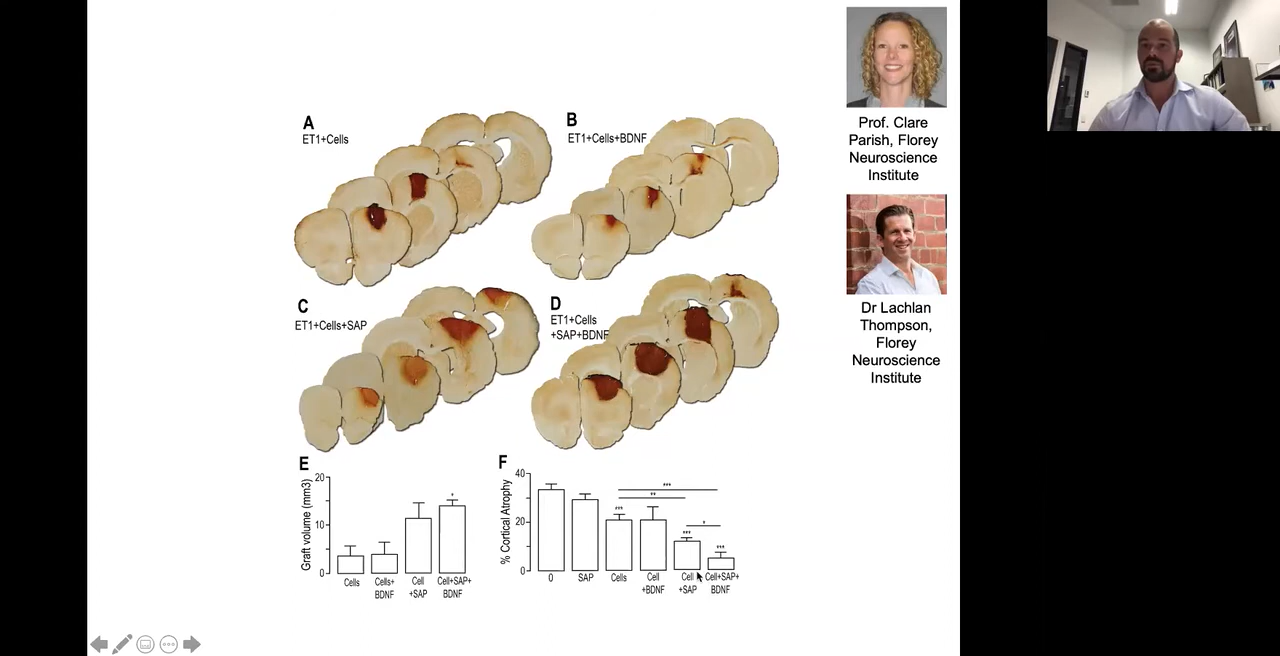 A
ET1+Cells
B
ET1+Cells+BDNF
C
ET1+Cells+SAP
D
ET1+Cells
+SAP+BDNF
E
Graft volume (mm3)
20
10
0
Cells
Cells+
BDNF
Cell
+SAP
Cell+SAP+
BDNF
*
F
% Cortical Atrophy
40
20
0
0
SAP
Cells
Cell
+BDNF
Cell
+SAP
Cell+SAP+
BDNF
***
**
***
*
***
***
Prof. Clare
Parish, Florey
Neuroscience
Institute
Dr Lachlan
Thompson,
Florey
Neuroscience
Institute